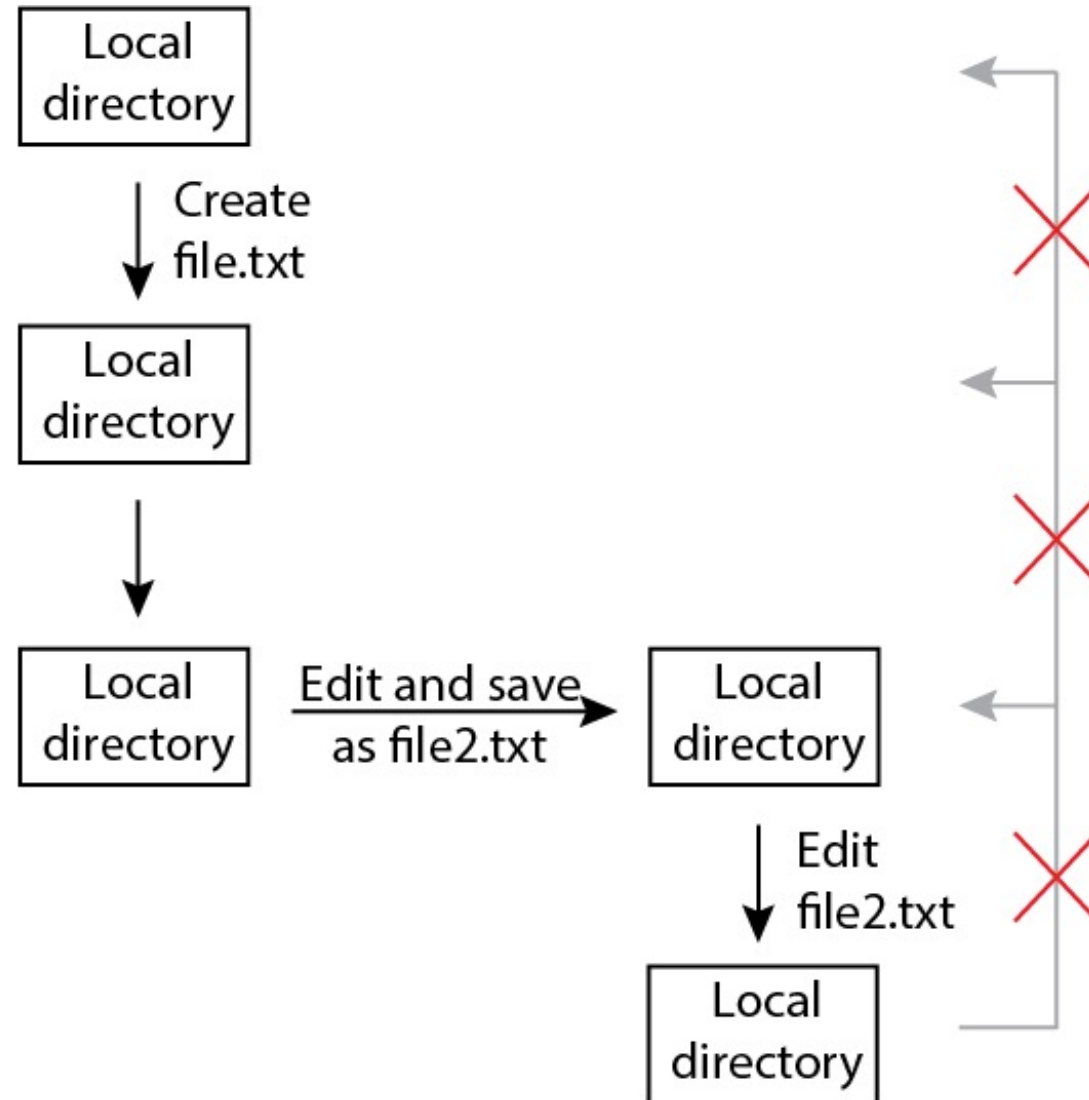 Local
directory
Create
file.txt
Local
directory
Local
directory
Edit and save
as file2.txt
Local
directory
Edit
file2.txt
Local
directory